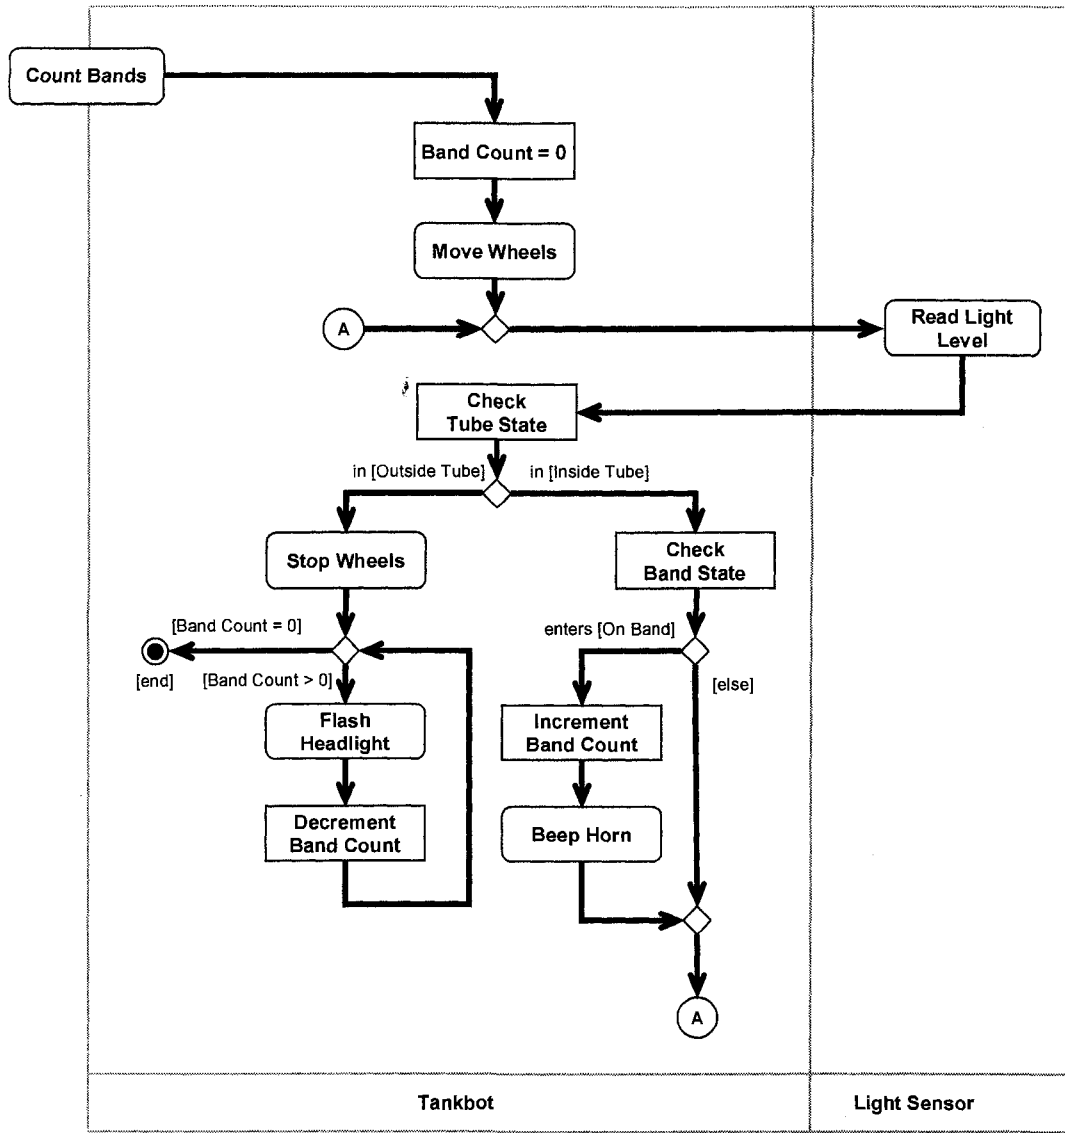 Count Bands
Band Count = 0
Move Wheels
A
Read Light
Level
Check
Tube State
in [Outside Tube]
in [Inside Tube]
Stop Wheels
Check
Band State
[Band Count = 0]
enters [On Band]
[end]
[Band Count > 0]
[else]
Flash
Headlight
Increment
Band Count
Decrement
Band Count
Beep Horn
A
Tankbot
Light Sensor